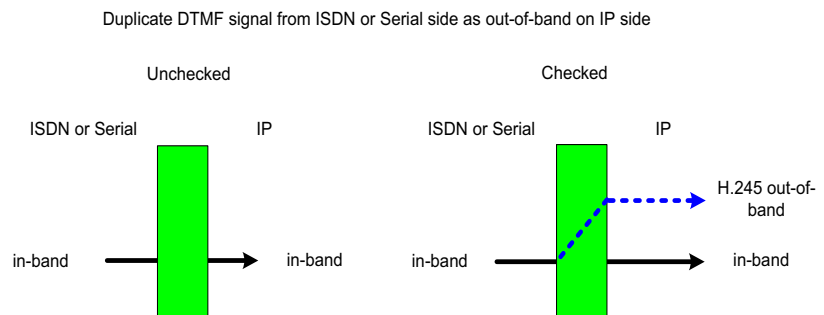 Duplicate DTMF signal from ISDN or Serial side as out-of-band on IP side
Unchecked
Checked
ISDN or Serial
IP
ISDN or Serial
IP
H.245 out-of-
band
in-band
in-band
in-band
in-band